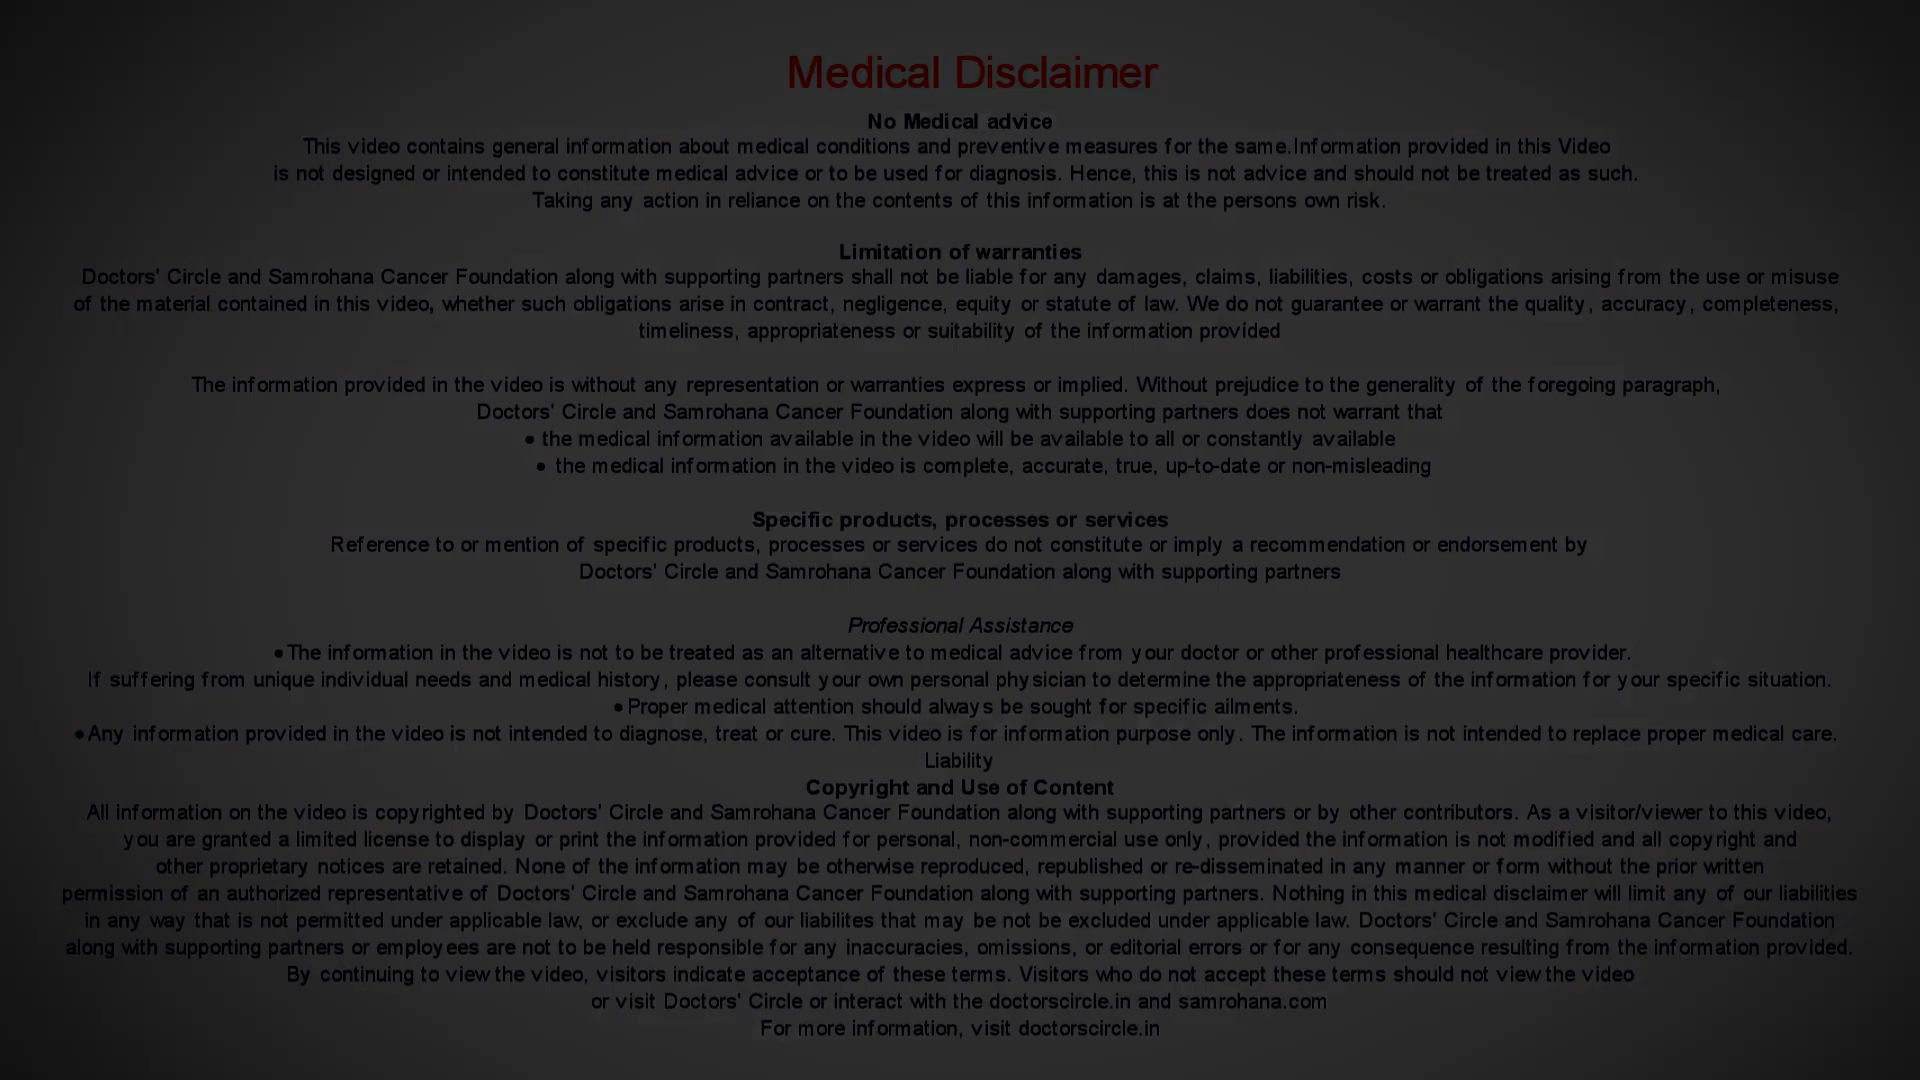 Medical Disclaimer
No Medical advice
This video contains general information about medical conditions and preventive measures for the same.Information provided in this Video
is not designed or intended to constitute medical advice or to be used for diagnosis. Hence, this is not advice and should not be treated as such.
Taking any action in reliance on the contents of this information is at the persons own risk.
Limitation of warranties
Doctors' Circle and Samrohana Cancer Foundation along with supporting partners shall not be liable for any damages, claims, liabilities, costs or obligations arising from the use or misuse
of the material contained in this video, whether such obligations arise in contract, negligence, equity or statute of law. We do not guarantee or warrant the quality, accuracy, completeness,
timeliness, appropriateness or suitability of the information provided
The information provided in the video is without any representation or warranties express or implied. Without prejudice to the generality of the foregoing paragraph,
Doctors' Circle and Samrohana Cancer Foundation along with supporting partners does not warrant that
• the medical information available in the video will be available to all or constantly available
• the medical information in the video is complete, accurate, true, up-to-date or non-misleading
Specific products, processes or services
Reference to or mention of specific products, processes or services do not constitute or imply a recommendation or endorsement by
Doctors' Circle and Samrohana Cancer Foundation along with supporting partners
Professional Assistance
•The information in the video is not to be treated as an alternative to medical advice from your doctor or other professional healthcare provider.
If suffering from unique individual needs and medical history, please consult your own personal physician to determine the appropriateness of the information for your specific situation.
•Proper medical attention should always be sought for specific ailments.
•Any information provided in the video is not intended to diagnose, treat or cure. This video is for information purpose only. The information is not intended to replace proper medical care.
Liability
Copyright and Use of Content
All information on the video is copyrighted by Doctors' Circle and Samrohana Cancer Foundation along with supporting partners or by other contributors. As a visitor/viewer to this video,
you are granted a limited license to display or print the information provided for personal, non-commercial use only, provided the information is not modified and all copyright and
other proprietary notices are retained. None of the information may be otherwise reproduced, republished or re-disseminated in any manner or form without the prior written
permission of an authorized representative of Doctors' Circle and Samrohana Cancer Foundation along with supporting partners. Nothing in this medical disclaimer will limit any of our liabilities
in any way that is not permitted under applicable law, or exclude any of our liabilites that may be not be excluded under applicable law. Doctors' Circle and Samrohana Cancer Foundation
along with supporting partners or employees are not to be held responsible for any inaccuracies, omissions, or editorial errors or for any consequence resulting from the information provided.
By continuing to view the video, visitors indicate acceptance of these terms. Visitors who do not accept these terms should not view the video
or visit Doctors' Circle or interact with the doctorscircle.in and samrohana.com
For more information, visit doctorscircle.in